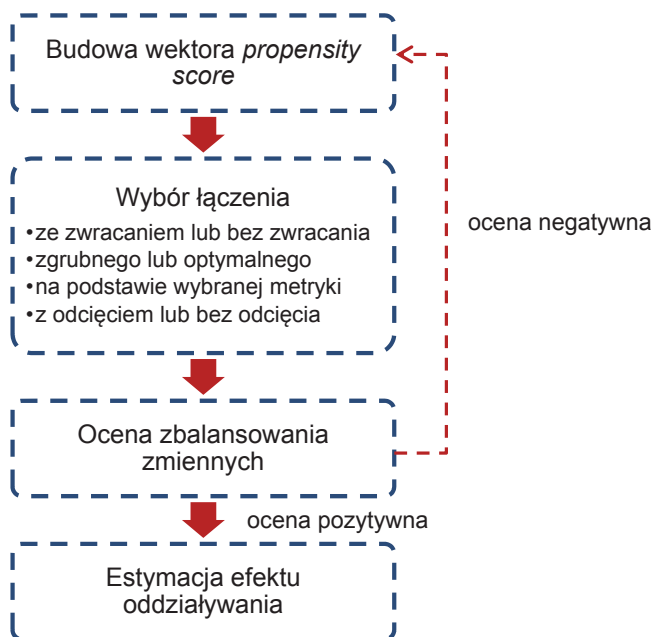 Budowa wektora propensity
score
Wybór łączenia
•ze zwracaniem lub bez zwracania
•zgrubnego lub optymalnego
•na podstawie wybranej metryki
•z odcięciem lub bez odcięcia
ocena negatywna
Ocena zbalansowania
zmiennych
ocena pozytywna
Estymacja efektu
oddziaływania